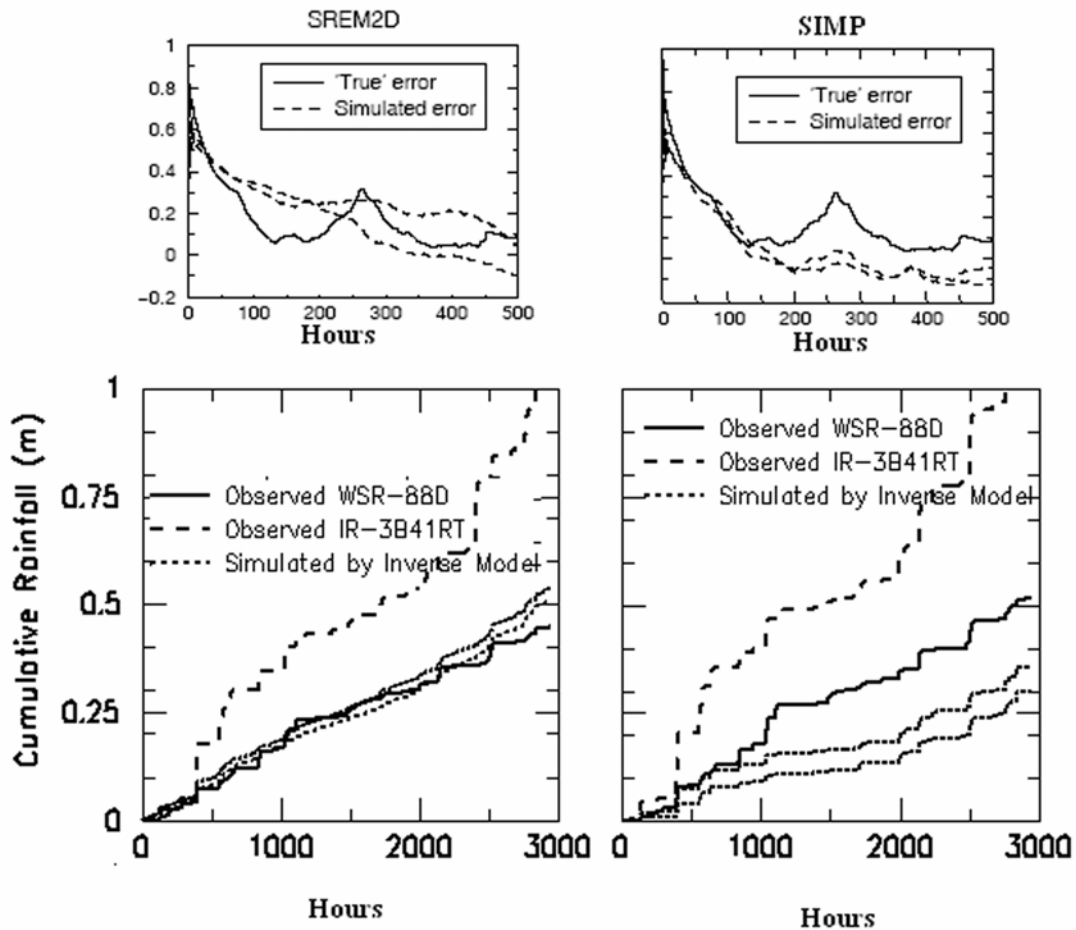 SREM2D
SIMP
1
0.8
0.6
0.4
0.2
0
-0.2
'True' error
Simulated error
'True' error
Simulated error
0 100 200 300 400 500
Hours
0 100 200 300 400 500
Hours
Cumulative Rainfall (m)
1
0.75
0.5
0.25
0
Observed WSR-88D
Observed IR-3B41RT
Simulated by Inverse Model
Observed WSR-88D
Observed IR-3B41RT
Simulated by Inverse Model
0 1000 2000 3000
0 1000 2000 3000
Hours
Hours